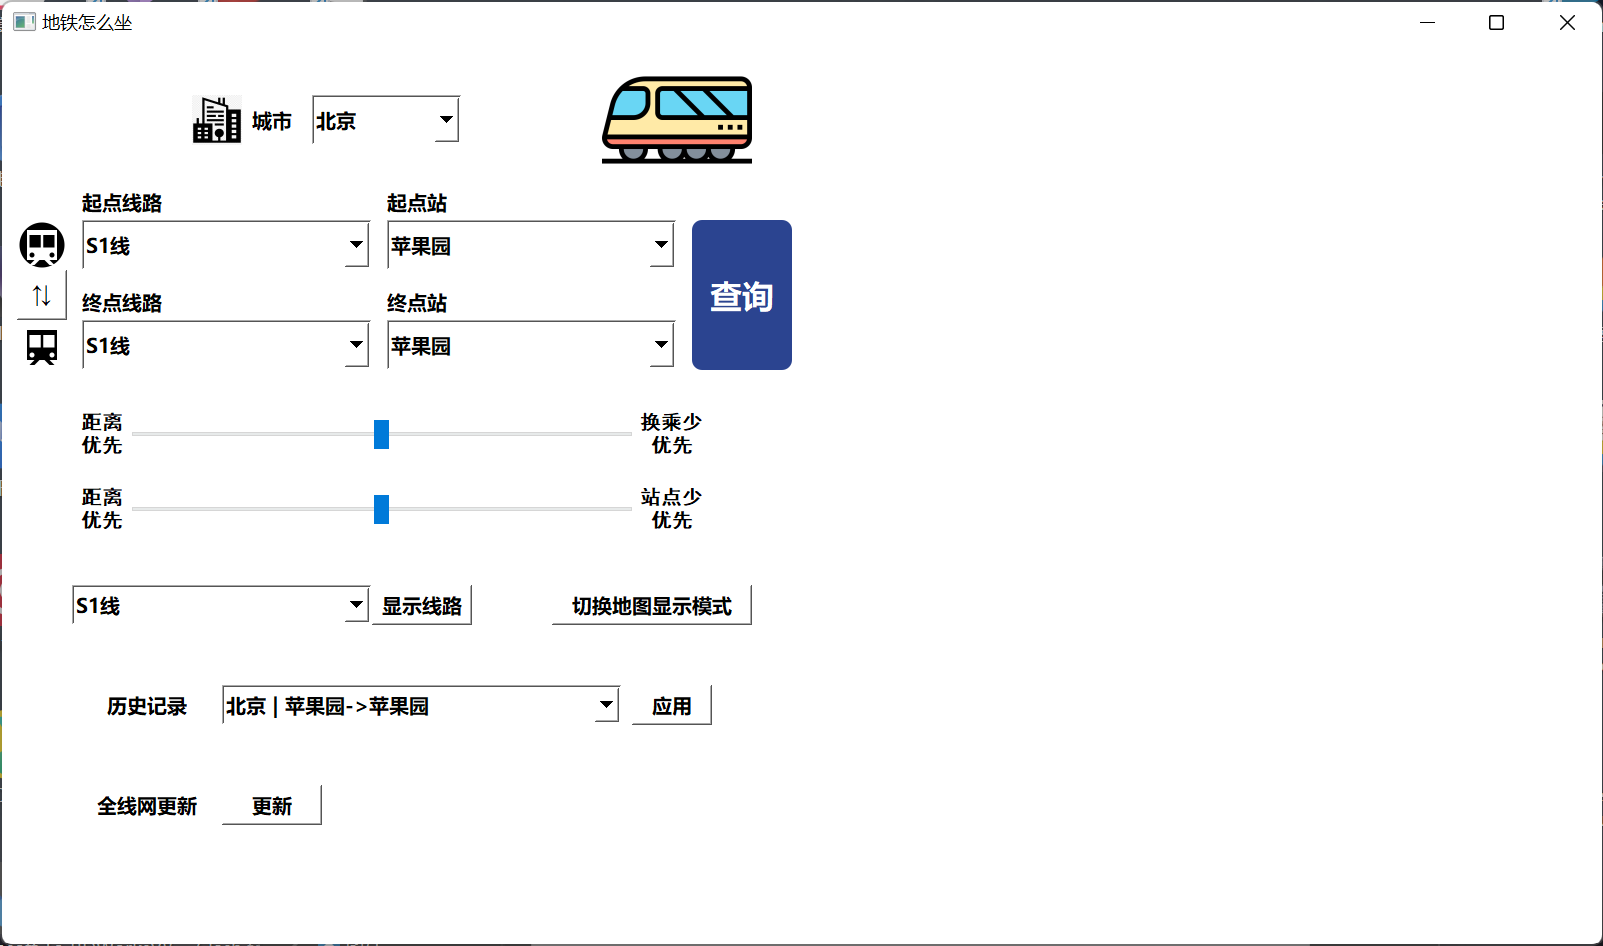 地铁怎么坐
城市
北京
起点线路
起点站
S1线
苹果园
查询
↑↓
终点线路
终点站
S1线
苹果园
距离
优先
换乘少
优先
距离
优先
站点少
优先
S1线
显示线路
切换地图显示模式
历史记录
北京 | 苹果园->苹果园
应用
全线网更新
更新